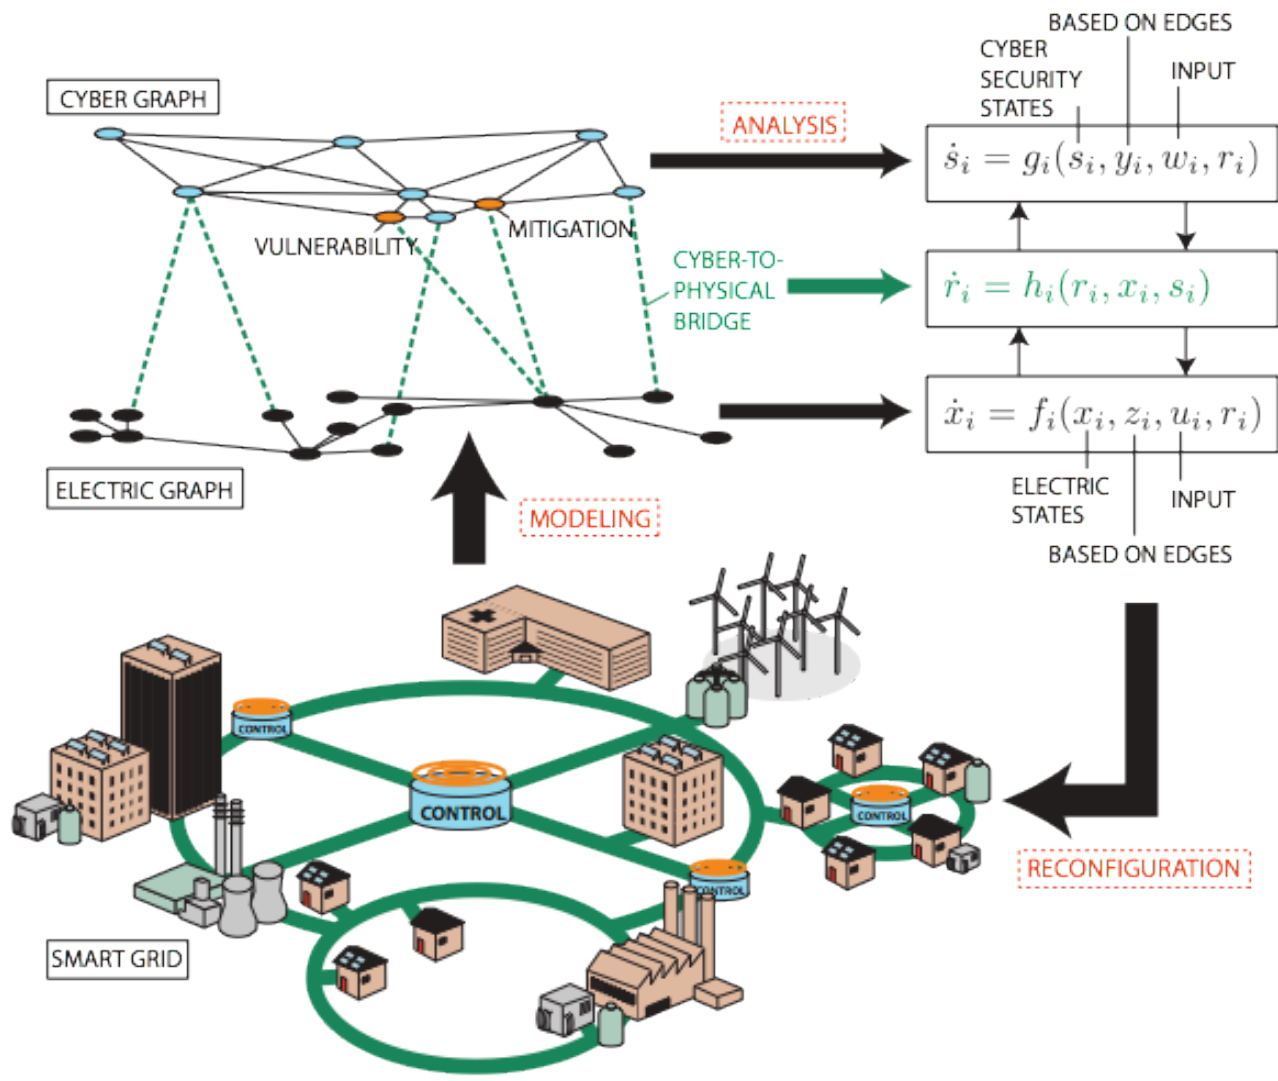 BASED ON EDGES
CYBER
SECURITY
STATES
INPUT
CYBER GRAPH
ANALYSIS
ṡᵢ = gᵢ(sᵢ, yᵢ, wᵢ, rᵢ)
VULNERABILITY
MITIGATION
CYBER-TO-
PHYSICAL
BRIDGE
ṙᵢ = hᵢ(rᵢ, xᵢ, sᵢ)
ẋᵢ = fᵢ(xᵢ, zᵢ, uᵢ, rᵢ)
ELECTRIC GRAPH
ELECTRIC
STATES
INPUT
BASED ON EDGES
MODELING
CONTROL
CONTROL
CONTROL
CONTROL
RECONFIGURATION
SMART GRID